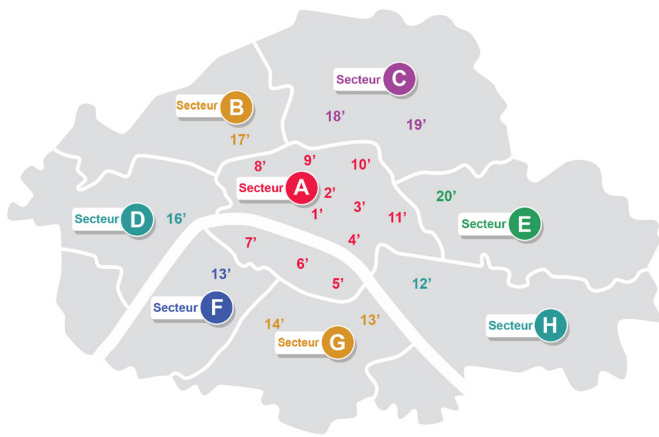 Secteur B
17’
Secteur C
18’
19’
8’
9’
10’
Secteur A
2’
1’
3’
11’
4’
7’
6’
5’
Secteur D
16’
20’
Secteur E
13’
Secteur F
12’
Secteur H
14’
13’
Secteur G